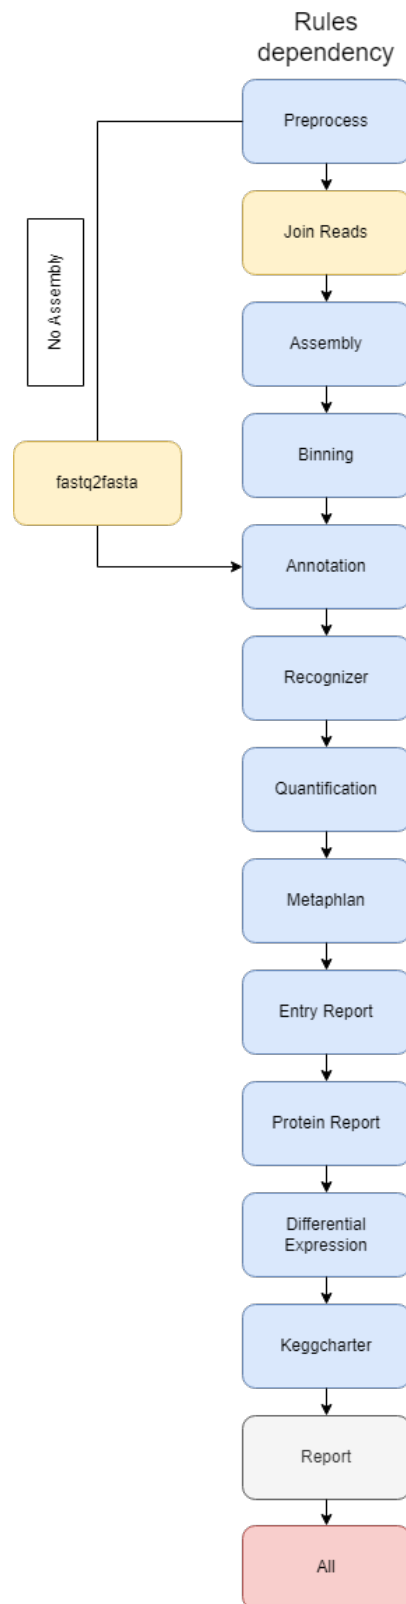 Rules
dependency
Preprocess
Join Reads
No Assembly
Assembly
Binning
fastq2fasta
Annotation
Recognizer
Quantification
Metaphlan
Entry Report
Protein Report
Differential
Expression
Keggcharter
Report
All